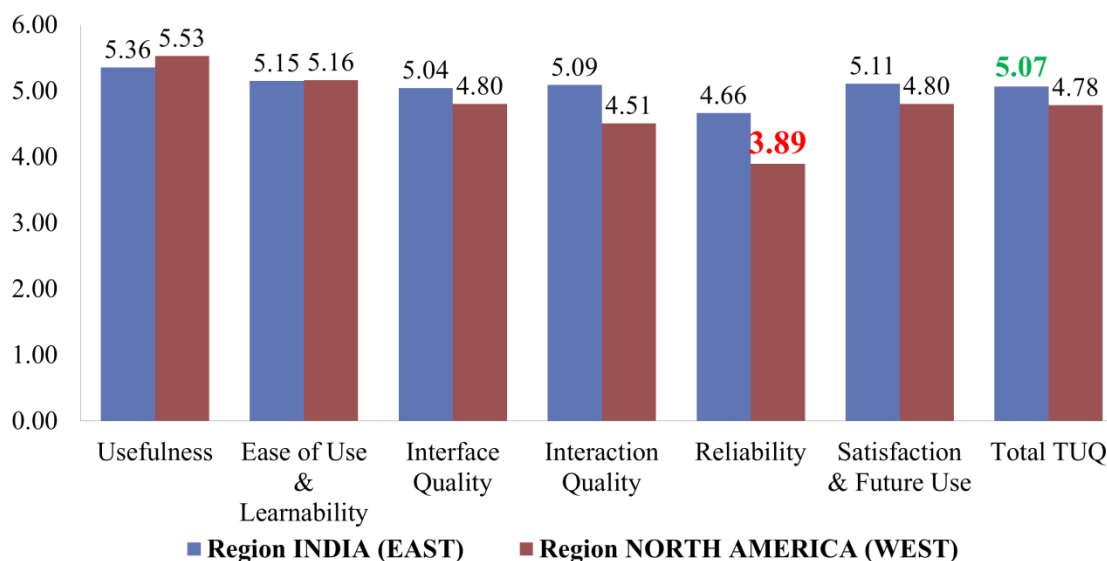 6.00
5.00
4.00
3.00
2.00
1.00
0.00
5.36 5.53
5.15 5.16
5.04 4.80
5.09 4.51
4.66 3.89
5.11 4.80
5.07 4.78
Usefulness
Ease of Use
&
Learnability
Interface
Quality
Interaction
Quality
Reliability
Satisfaction
& Future Use
Total TUQ
Region INDIA (EAST)
Region NORTH AMERICA (WEST)